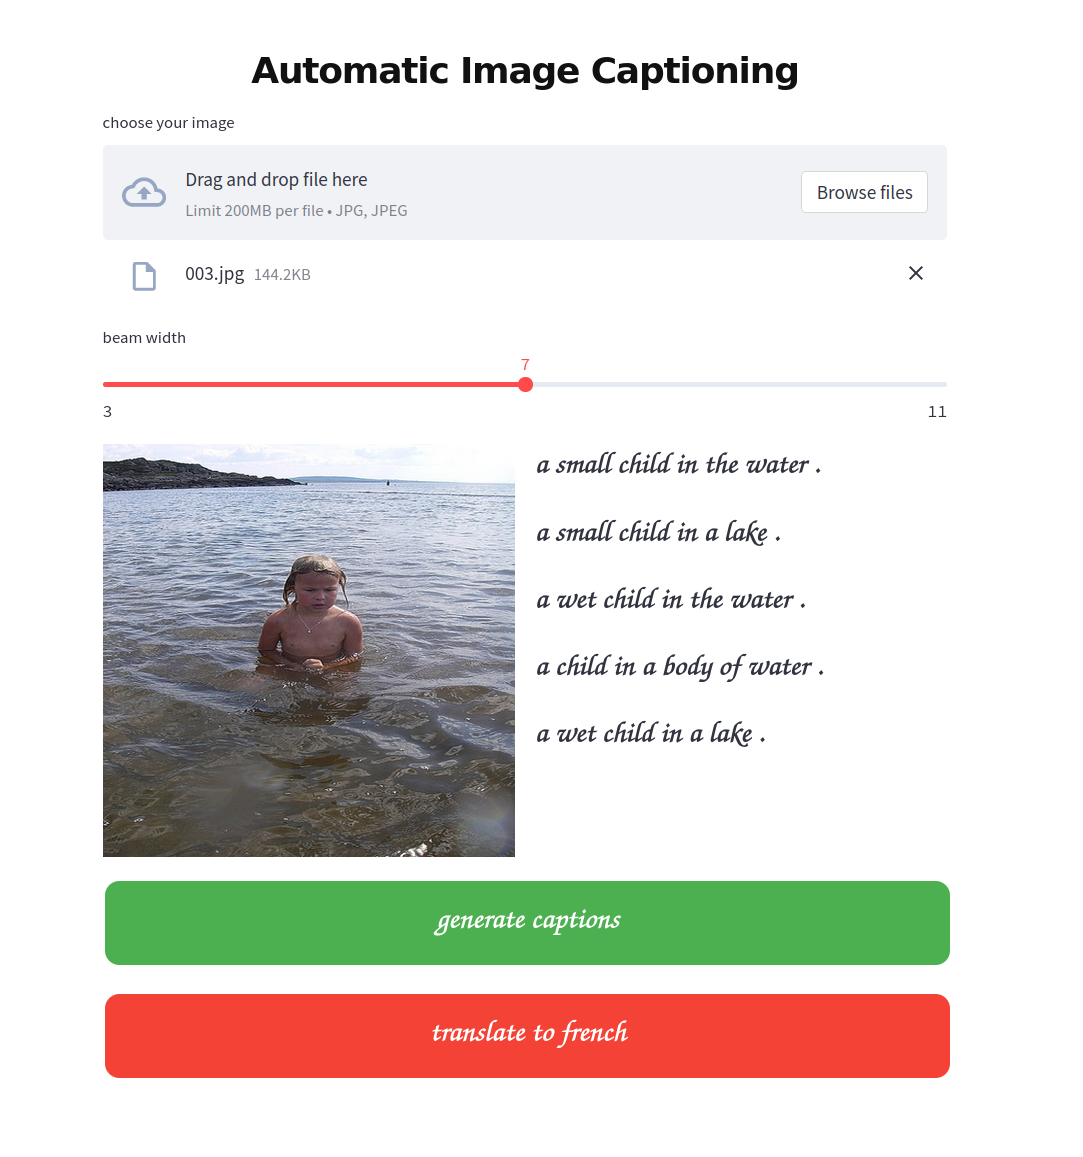 Automatic Image Captioning
choose your image
Drag and drop file here
Limit 200MB per file • JPG, JPEG
Browse files
003.jpg 144.2KB
beam width
7
3 11
a small child in the water .
a small child in a lake .
a wet child in the water .
a child in a body of water .
a wet child in a lake .
generate captions
translate to french